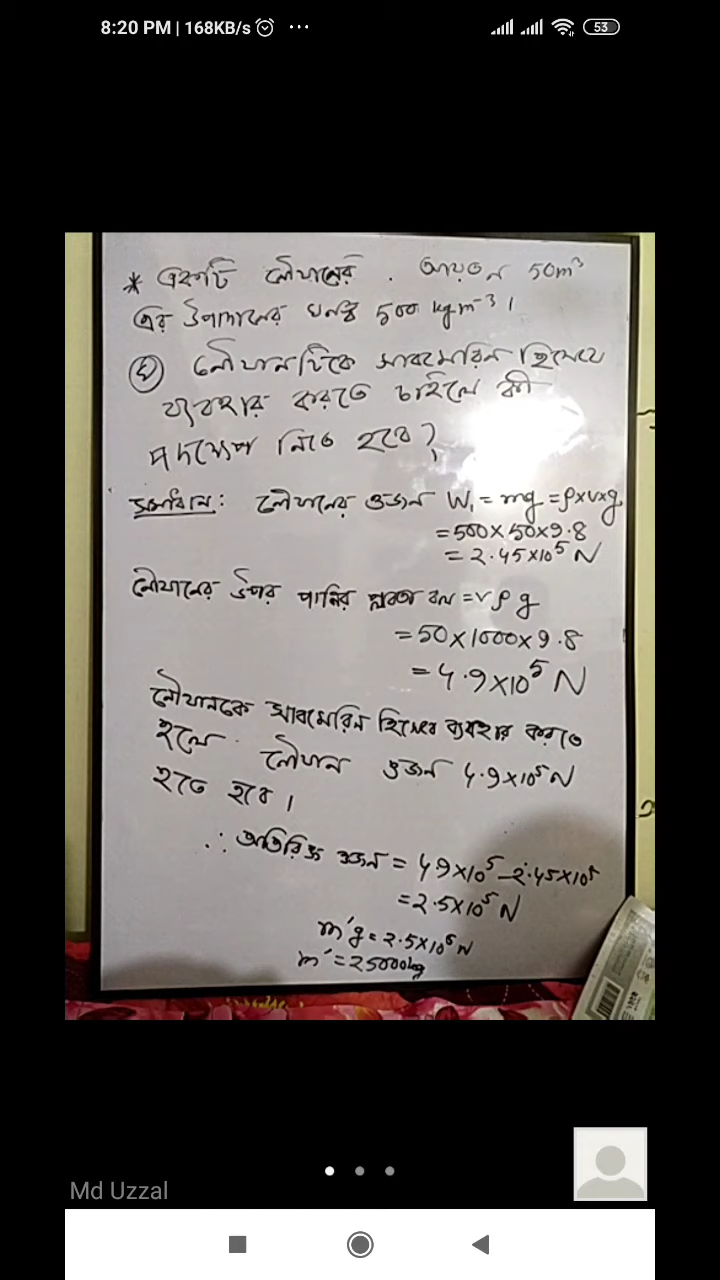 8:20 PM | 168KB/s ...
53
* একটি নৌযানের . আয়তন 50m³
এর উপাদানের ঘনত্ব 500 kgm⁻³।
(ঘ) নৌযানটিকে সাবমেরিন হিসেবে
ব্যবহার করতে চাইলে কী
পদক্ষেপ নিতে হবে?
সমাধান: নৌযানের ওজন W₁ = mg = ρ×v×g
= 500×50×9.8
= 2.45×10⁵ N
নৌযানের উপর পানির প্লবতা বল = vρg
= 50×1000×9.8
= 4.9×10⁵ N
নৌযানকে সাবমেরিন হিসেবে ব্যবহার করতে
হলে নৌযান ওজন 4.9×10⁵ N
হতে হবে।
∴ অতিরিক্ত ওজন = 4.9×10⁵ – 2.45×10⁵
= 2.5×10⁵ N
m'g = 2.5×10⁵ N
m' = 25000kg
Md Uzzal